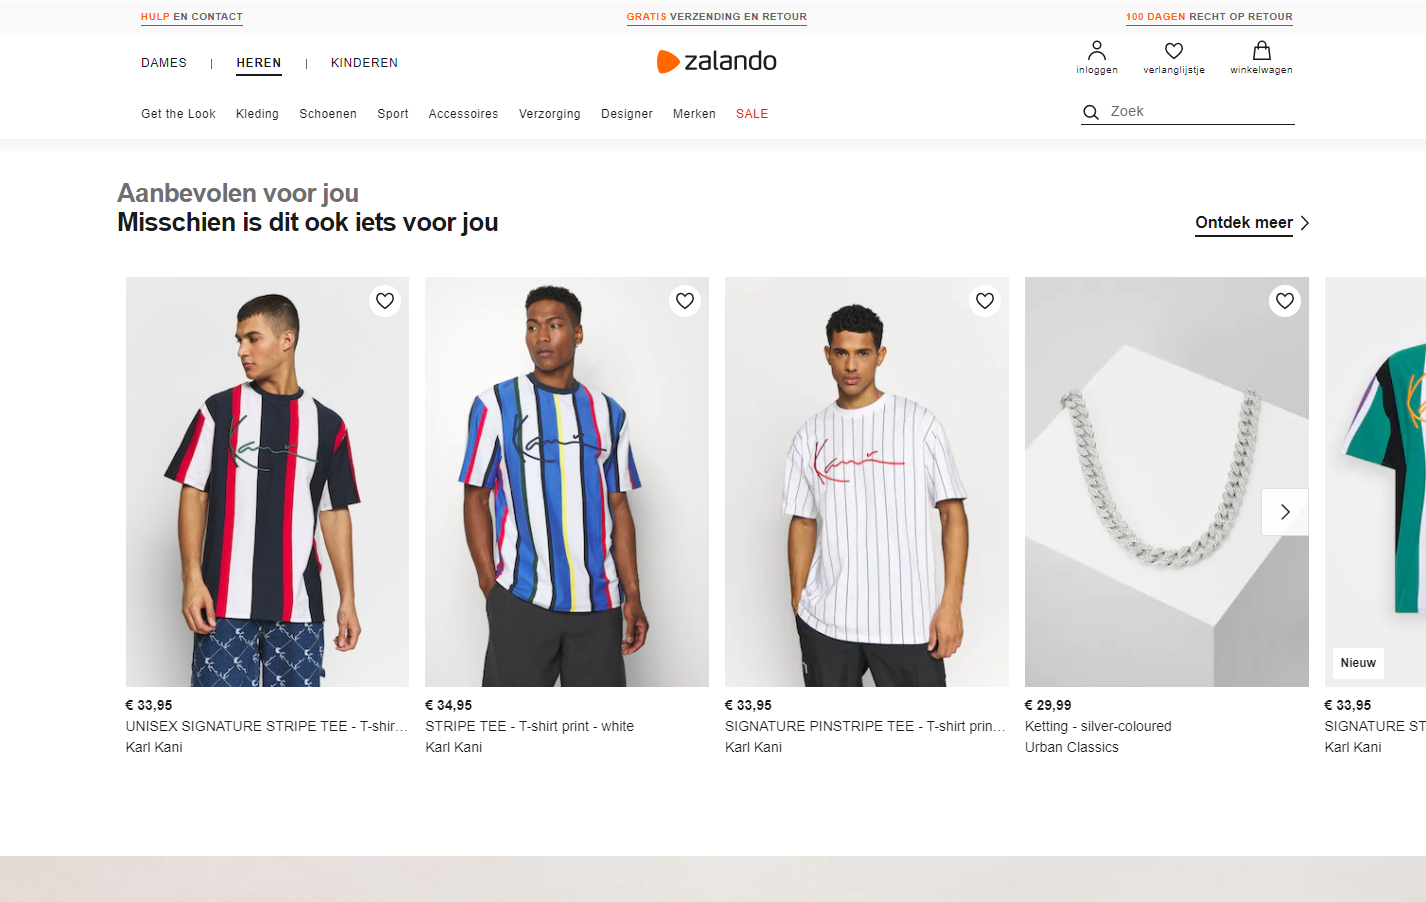 HULP EN CONTACT
GRATIS VERZENDING EN RETOUR
100 DAGEN RECHT OP RETOUR
DAMES | HEREN | KINDEREN
zalando
inloggen
verlanglijstje
winkelwagen
Get the Look Kleding Schoenen Sport Accessoires Verzorging Designer Merken SALE
Zoek
Aanbevolen voor jou
Misschien is dit ook iets voor jou
Ontdek meer
Kani
Kani
Kani
Nieuw
€ 33,95
UNISEX SIGNATURE STRIPE TEE - T-shir...
Karl Kani
€ 34,95
STRIPE TEE - T-shirt print - white
Karl Kani
€ 33,95
SIGNATURE PINSTRIPE TEE - T-shirt prin...
Karl Kani
€ 29,99
Ketting - silver-coloured
Urban Classics
€ 33,95
SIGNATURE ST
Karl Kani